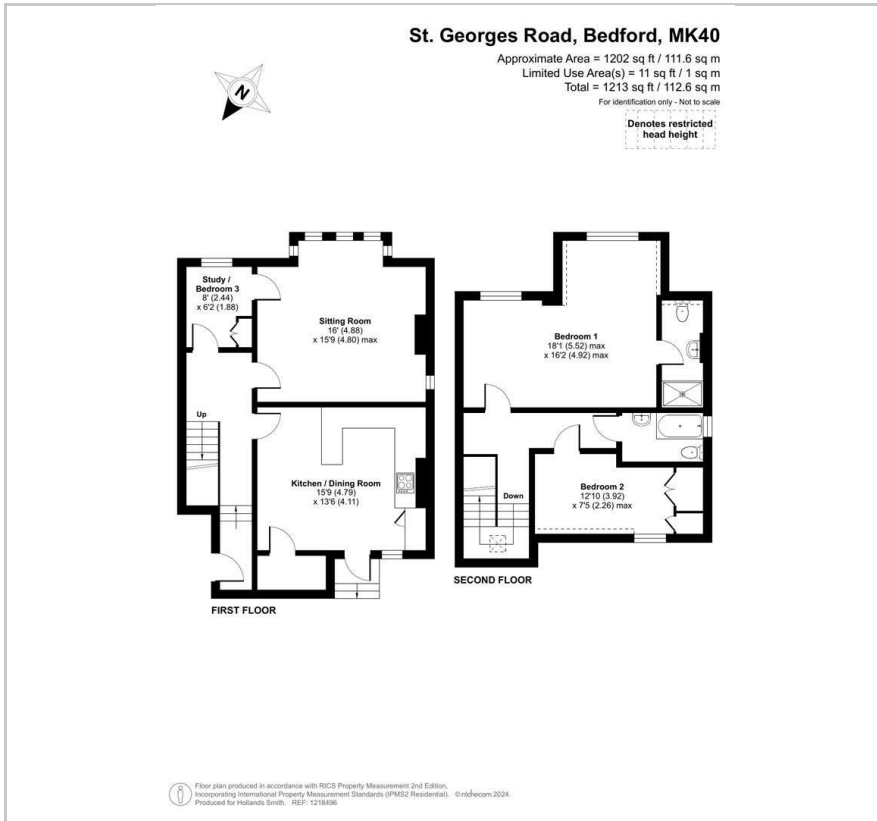 St. Georges Road, Bedford, MK40
Approximate Area = 1202 sq ft / 111.6 sq m
Limited Use Area(s) = 11 sq ft / 1 sq m
Total = 1213 sq ft / 112.6 sq m
For identification only - Not to scale
Denotes restricted
head height
N
Study /
Bedroom 3
8' (2.44)
x 6'2 (1.88)
Sitting Room
16' (4.88)
x 15'9 (4.80) max
Up
Kitchen / Dining Room
15'9 (4.79)
x 13'6 (4.11)
FIRST FLOOR
Bedroom 1
18'1 (5.52) max
x 16'2 (4.92) max
Bedroom 2
12'10 (3.92)
x 7'5 (2.26) max
Down
SECOND FLOOR
Floor plan produced in accordance with RICS Property Measurement 2nd Edition,
Incorporating International Property Measurement Standards (IPMS2 Residential). © nichecom 2024.
Produced for Hollands Smith. REF: 1218496